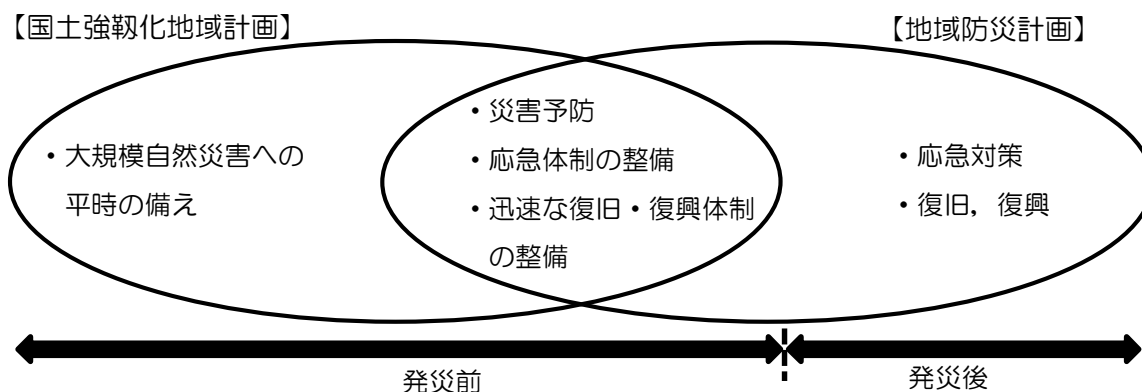 【国土強靱化地域計画】
【地域防災計画】
・大規模自然災害への
平時の備え
・災害予防
・応急体制の整備
・迅速な復旧・復興体制
の整備
・応急対策
・復旧，復興
発災前
発災後